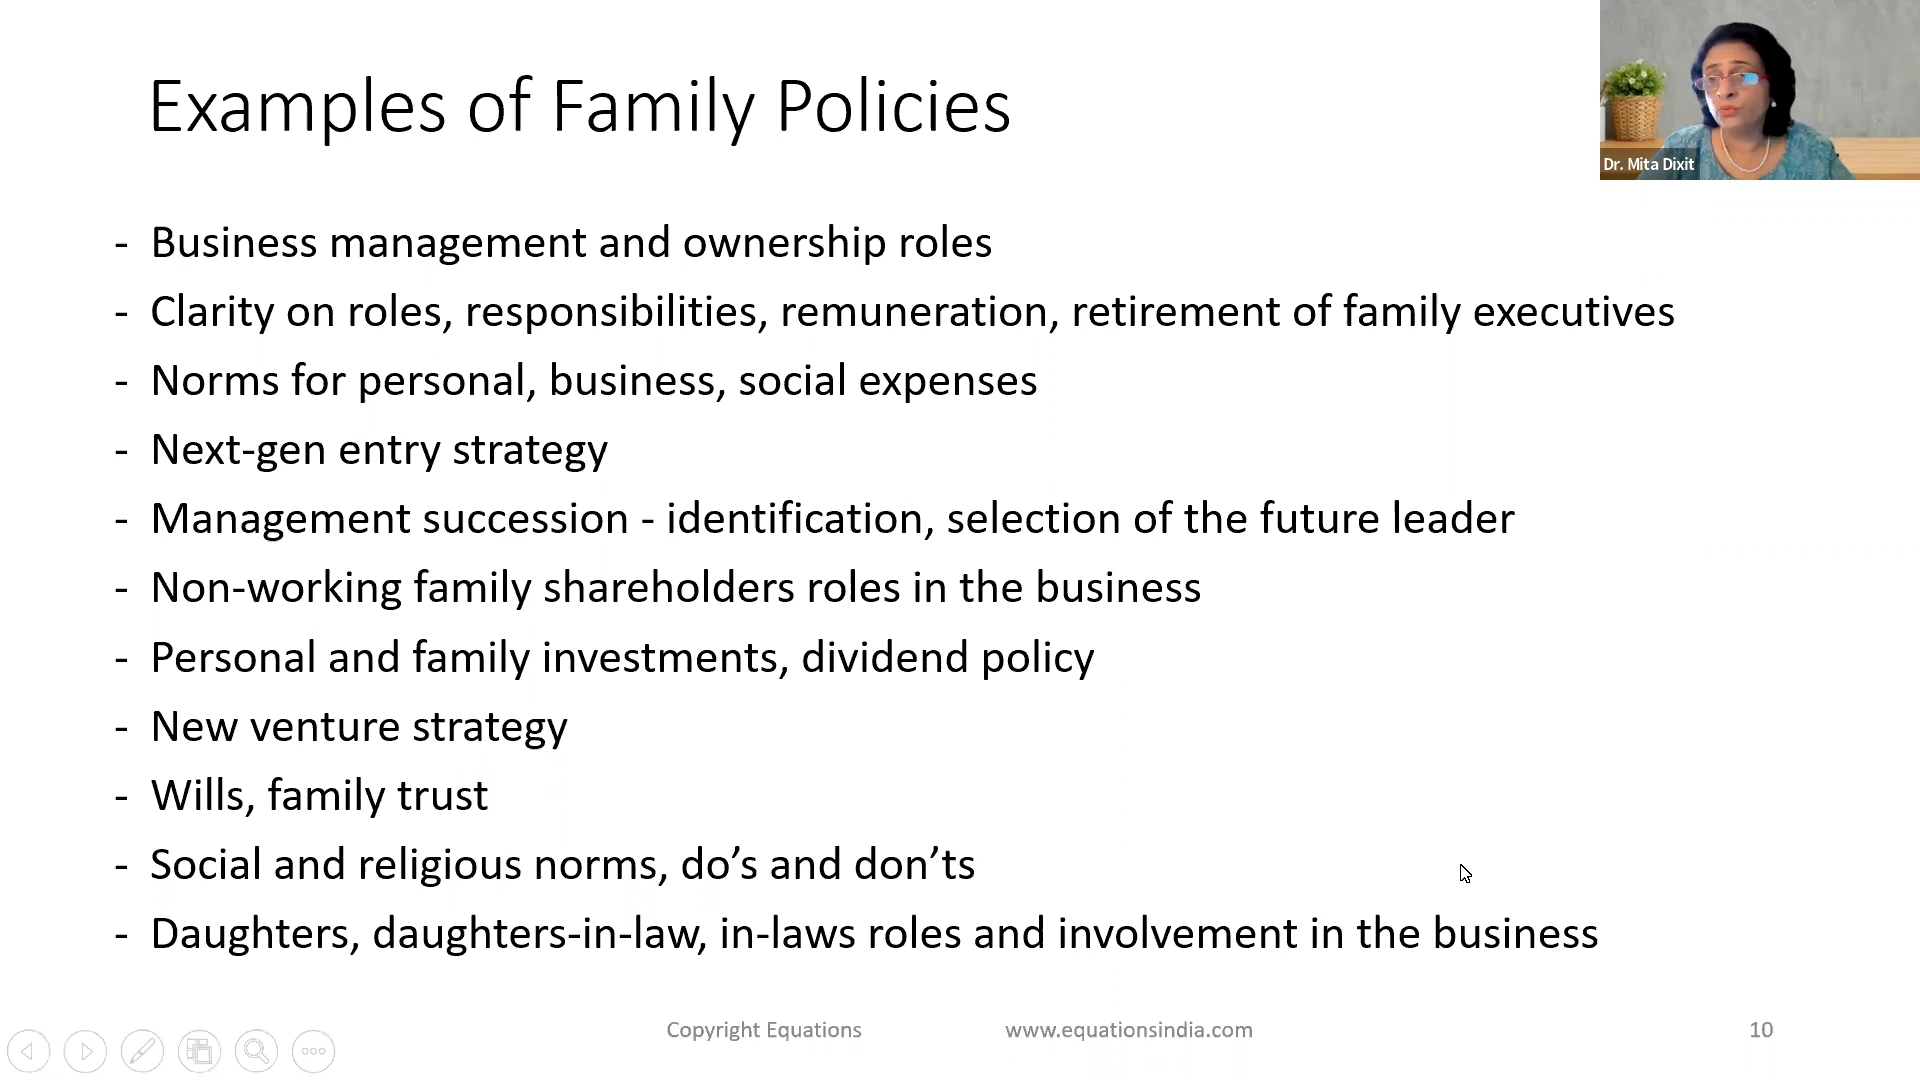 Examples of Family Policies
Dr. Mita Dixit
- Business management and ownership roles
- Clarity on roles, responsibilities, remuneration, retirement of family executives
- Norms for personal, business, social expenses
- Next-gen entry strategy
- Management succession - identification, selection of the future leader
- Non-working family shareholders roles in the business
- Personal and family investments, dividend policy
- New venture strategy
- Wills, family trust
- Social and religious norms, do’s and don’ts
- Daughters, daughters-in-law, in-laws roles and involvement in the business
Copyright Equations www.equationsindia.com 10